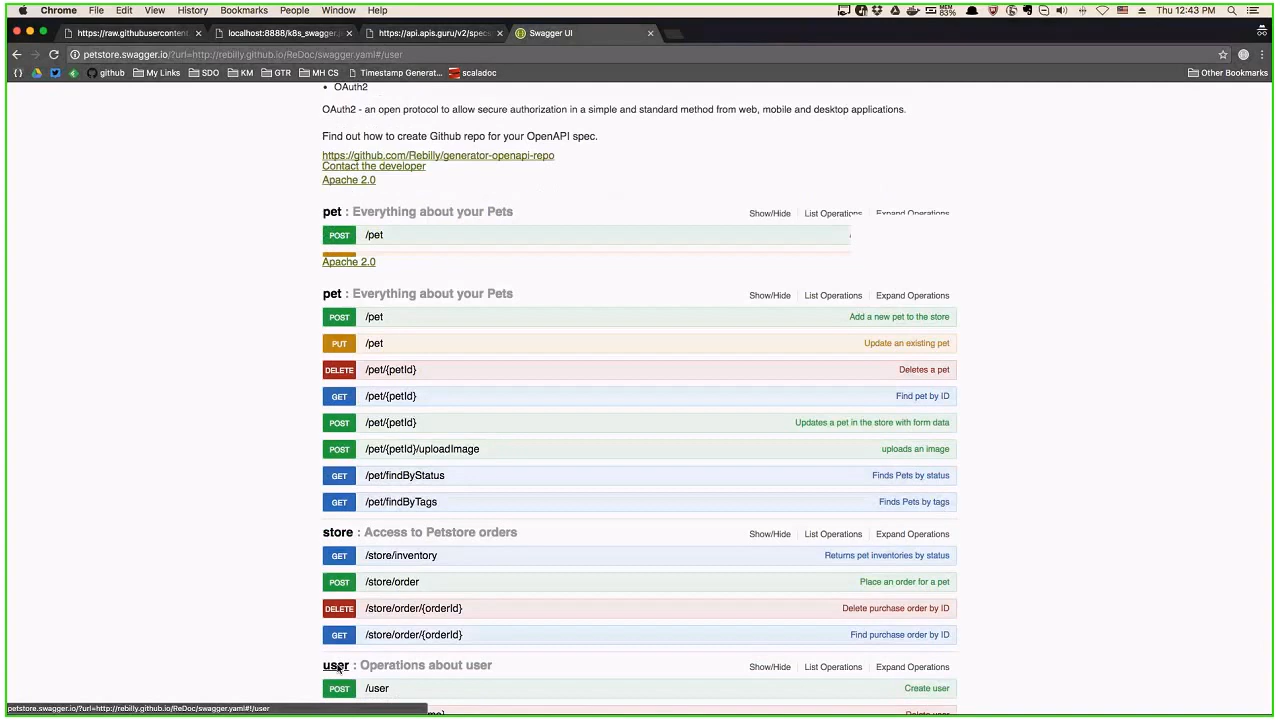 Chrome File Edit View History Bookmarks People Window Help MEM 83% Thu 12:43 PM
https://raw.githubusercontent localhost:8888/k8s_swagger.j https://api.apis.guru/v2/specs Swagger UI
petstore.swagger.io/?url=http://rebilly.github.io/ReDoc/swagger.yaml#/user
github My Links SDO KM GTR MH CS Timestamp Generat... scaladoc Other Bookmarks
• OAuth2
OAuth2 - an open protocol to allow secure authorization in a simple and standard method from web, mobile and desktop applications.
Find out how to create Github repo for your OpenAPI spec.
https://github.com/Rebilly/generator-openapi-repo
Contact the developer
Apache 2.0
pet : Everything about your Pets Show/Hide List Operations Expand Operations
POST /pet
Apache 2.0
pet : Everything about your Pets Show/Hide List Operations Expand Operations
POST /pet Add a new pet to the store
PUT /pet Update an existing pet
DELETE /pet/{petId} Deletes a pet
GET /pet/{petId} Find pet by ID
POST /pet/{petId} Updates a pet in the store with form data
POST /pet/{petId}/uploadImage uploads an image
GET /pet/findByStatus Finds Pets by status
GET /pet/findByTags Finds Pets by tags
store : Access to Petstore orders Show/Hide List Operations Expand Operations
GET /store/inventory Returns pet inventories by status
POST /store/order Place an order for a pet
DELETE /store/order/{orderId} Delete purchase order by ID
GET /store/order/{orderId} Find purchase order by ID
user : Operations about user Show/Hide List Operations Expand Operations
POST /user Create user
petstore.swagger.io/?url=http://rebilly.github.io/ReDoc/swagger.yaml#!/user